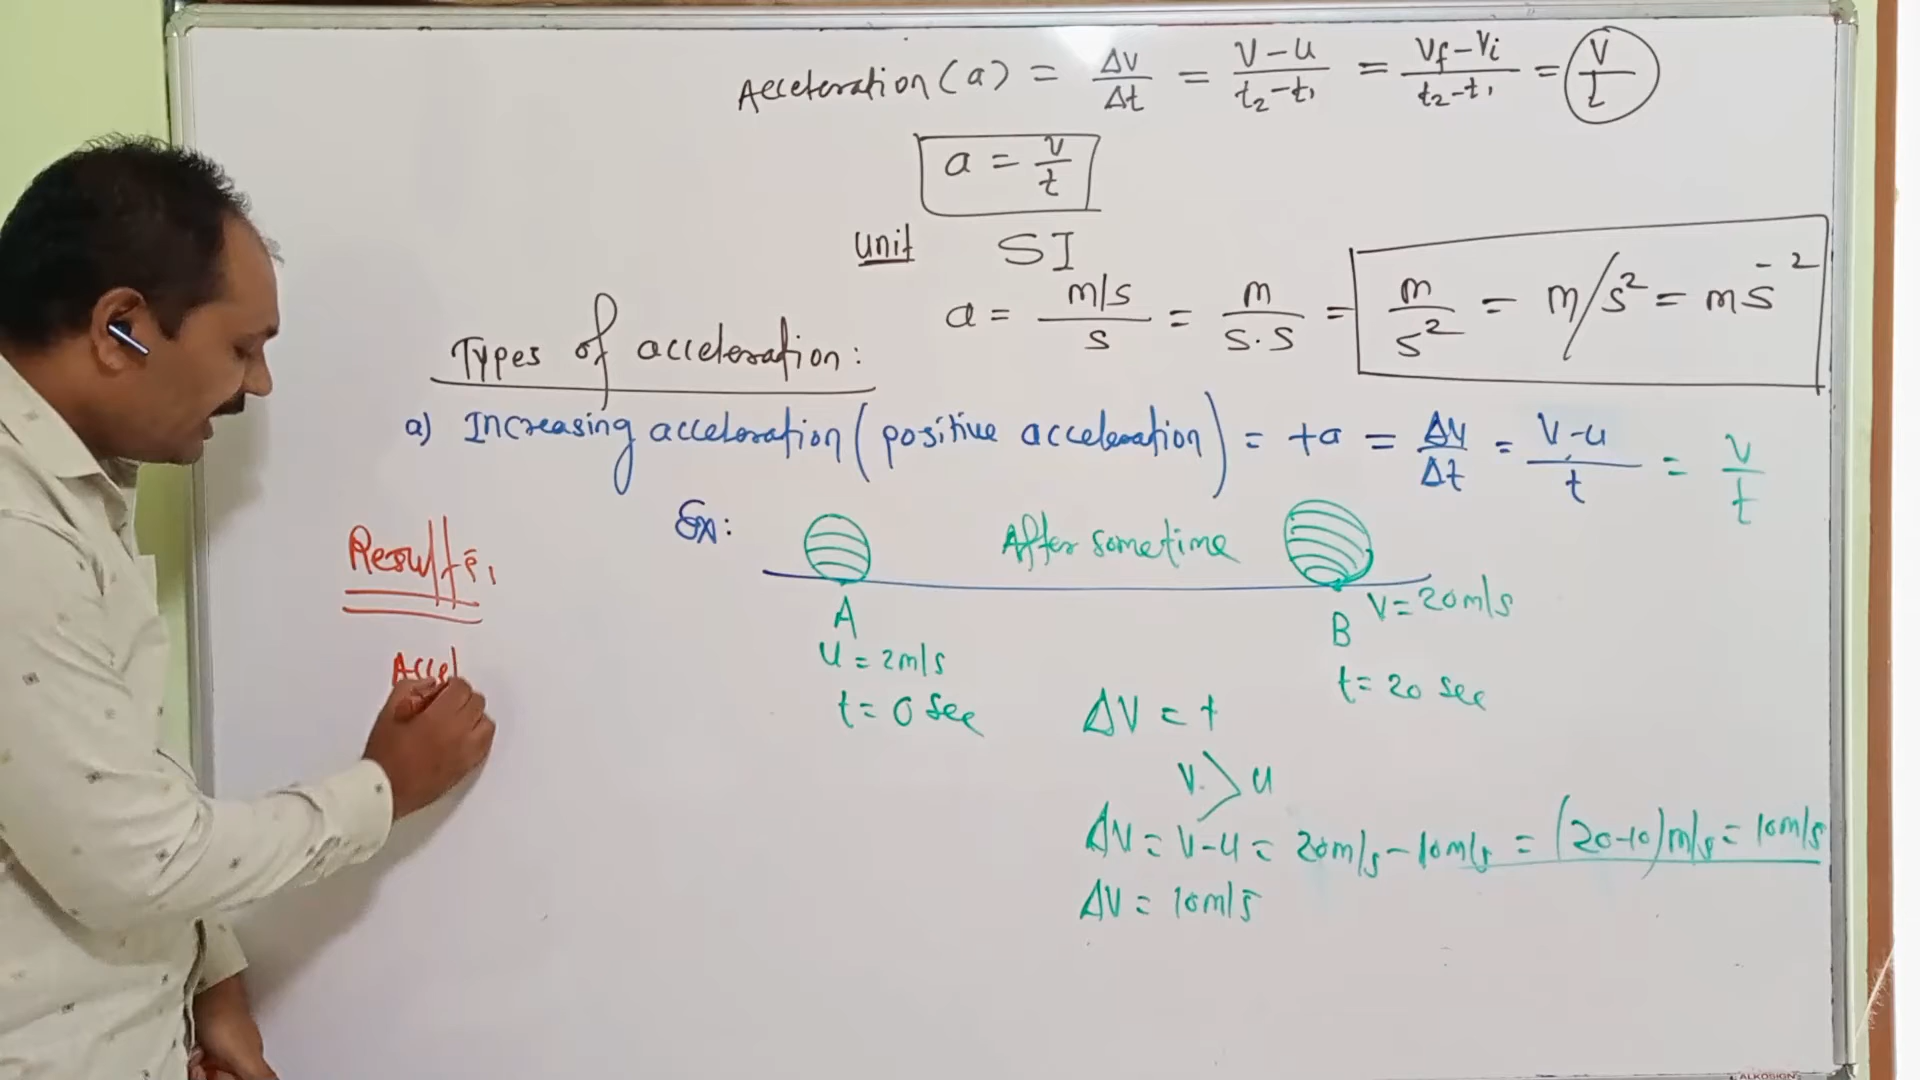 Acceleration (a) = ΔV/Δt = V-u/t₂-t₁ = Vf-Vi/t₂-t₁ = V/t
a = v/t
unit SI
a = m/s/s = m/s.s = m/s² = m/s² = ms⁻²
Types of acceleration:
a) Increasing acceleration (positive acceleration) = +a = ΔV/Δt = V-u/t = V/t
Ex: After sometime
Results,
A
B V=20m/s
u=2m/s
t=0 sec
t=20 sec
Accel
ΔV = +
V > u
ΔV = V-u = 20m/s-10m/s = (20-10)m/s = 10m/s
ΔV = 10m/s
ALKOSIGN